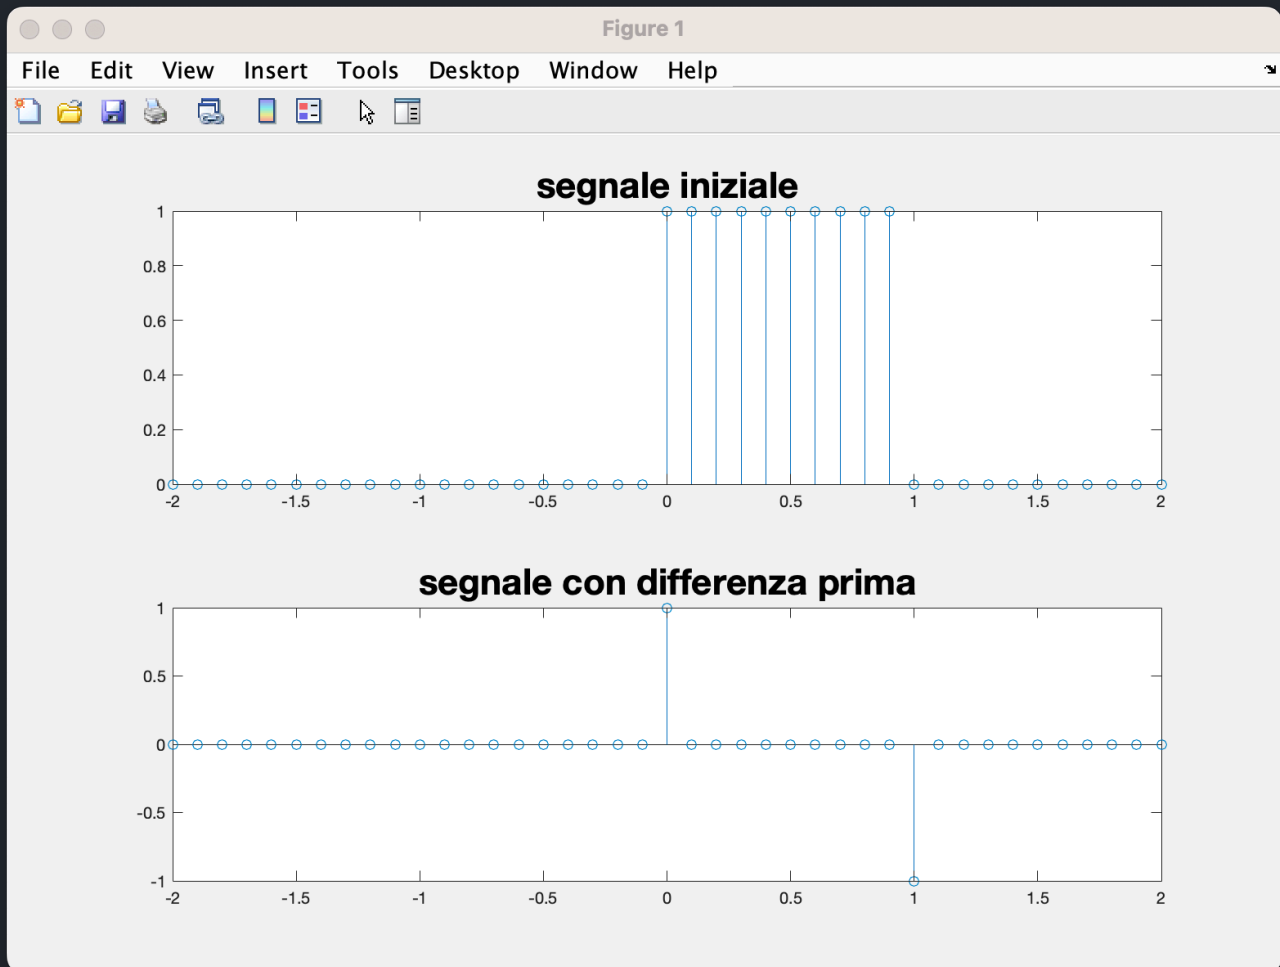 Figure 1
File Edit View Insert Tools Desktop Window Help
segnale iniziale
1
0.8
0.6
0.4
0.2
0
-2 -1.5 -1 -0.5 0 0.5 1 1.5 2
segnale con differenza prima
1
0.5
0
-0.5
-1
-2 -1.5 -1 -0.5 0 0.5 1 1.5 2